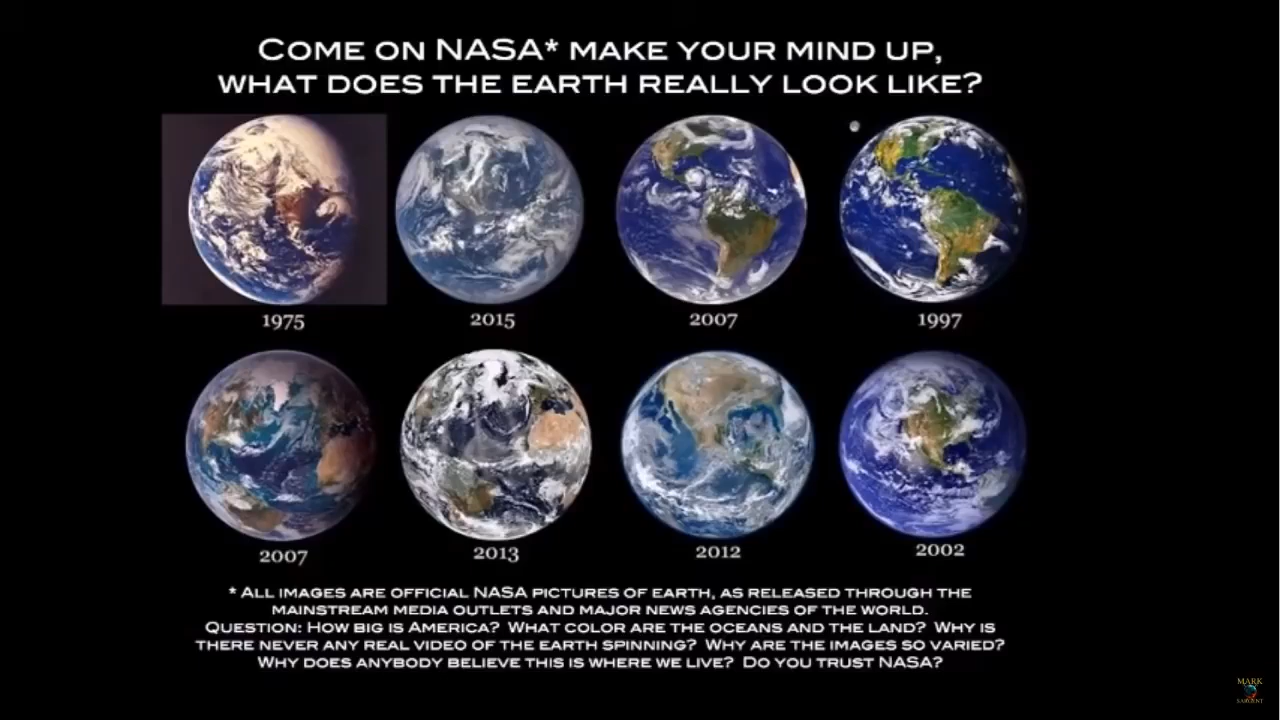 COME ON NASA* MAKE YOUR MIND UP,
WHAT DOES THE EARTH REALLY LOOK LIKE?
1975
2015
2007
1997
2007
2013
2012
2002
* ALL IMAGES ARE OFFICIAL NASA PICTURES OF EARTH, AS RELEASED THROUGH THE
MAINSTREAM MEDIA OUTLETS AND MAJOR NEWS AGENCIES OF THE WORLD.
QUESTION: HOW BIG IS AMERICA? WHAT COLOR ARE THE OCEANS AND THE LAND? WHY IS
THERE NEVER ANY REAL VIDEO OF THE EARTH SPINNING? WHY ARE THE IMAGES SO VARIED?
WHY DOES ANYBODY BELIEVE THIS IS WHERE WE LIVE? DO YOU TRUST NASA?
MARK
SARGENT